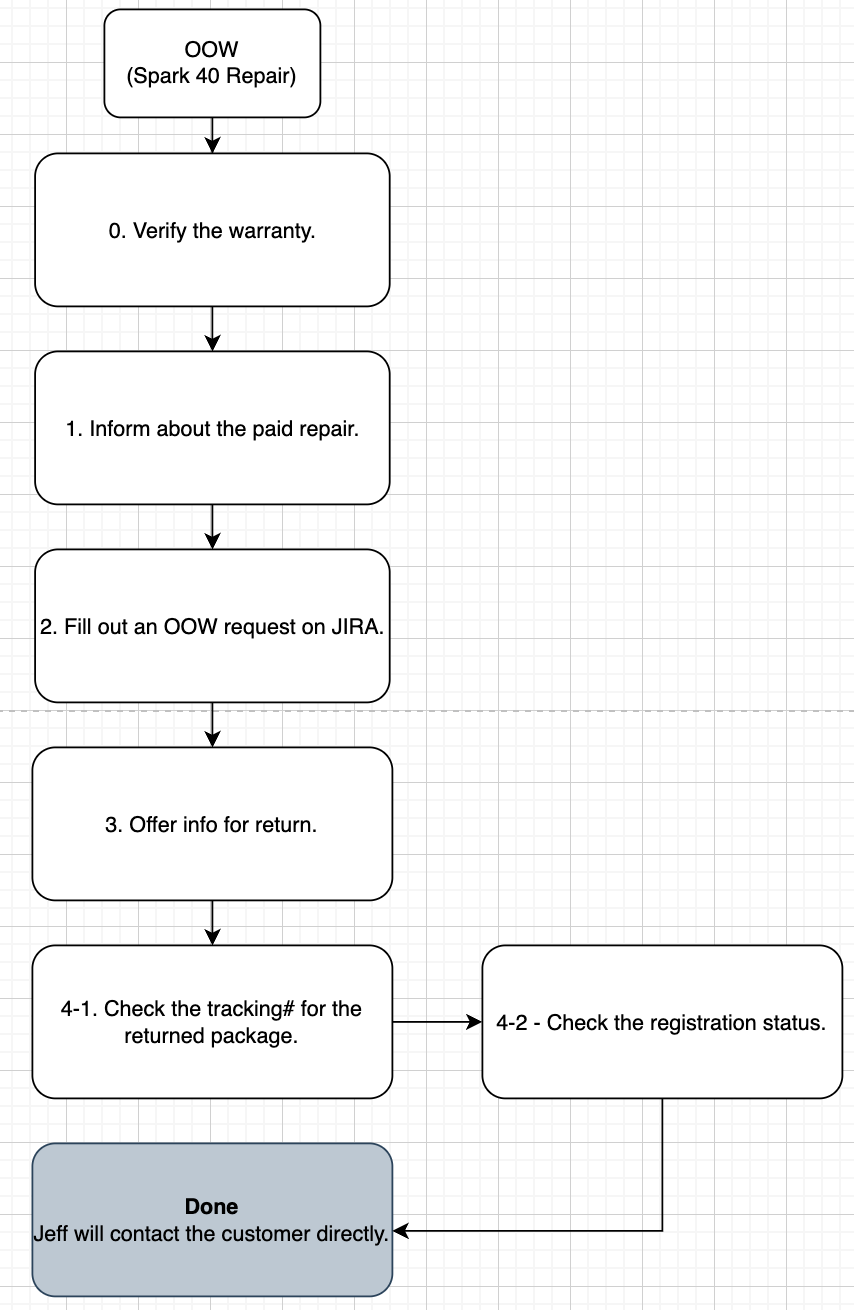 OOW
(Spark 40 Repair)
0. Verify the warranty.
1. Inform about the paid repair.
2. Fill out an OOW request on JIRA.
3. Offer info for return.
4-1. Check the tracking# for the
returned package.
4-2 - Check the registration status.
Done
Jeff will contact the customer directly.